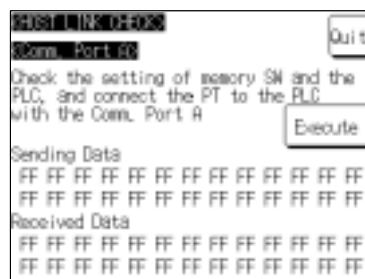 <HOST LINK CHECK>
Quit
<Comm. Port A>
Check the setting of memory SW and the
PLC, and connect the PT to the PLC
with the Comm. Port A
Execute
Sending Data
FF FF FF FF FF FF FF FF FF FF FF FF FF
FF FF FF FF FF FF FF FF FF FF FF FF FF
Received Data
FF FF FF FF FF FF FF FF FF FF FF FF FF
FF FF FF FF FF FF FF FF FF FF FF FF FF